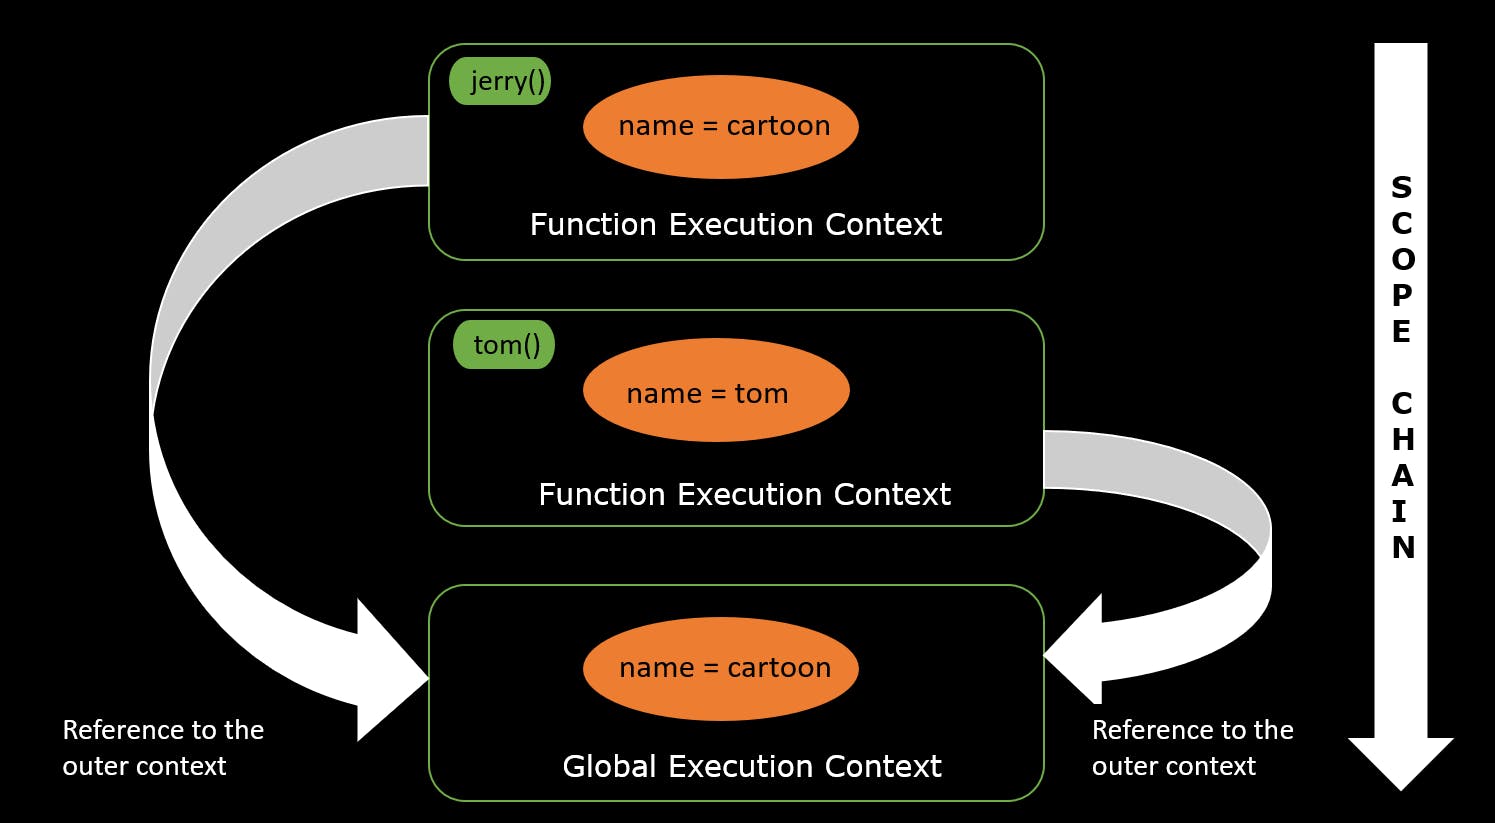 jerry()
name = cartoon
Function Execution Context
tom()
name = tom
Function Execution Context
name = cartoon
Global Execution Context
Reference to the
outer context
Reference to the
outer context
SCOPE CHAIN